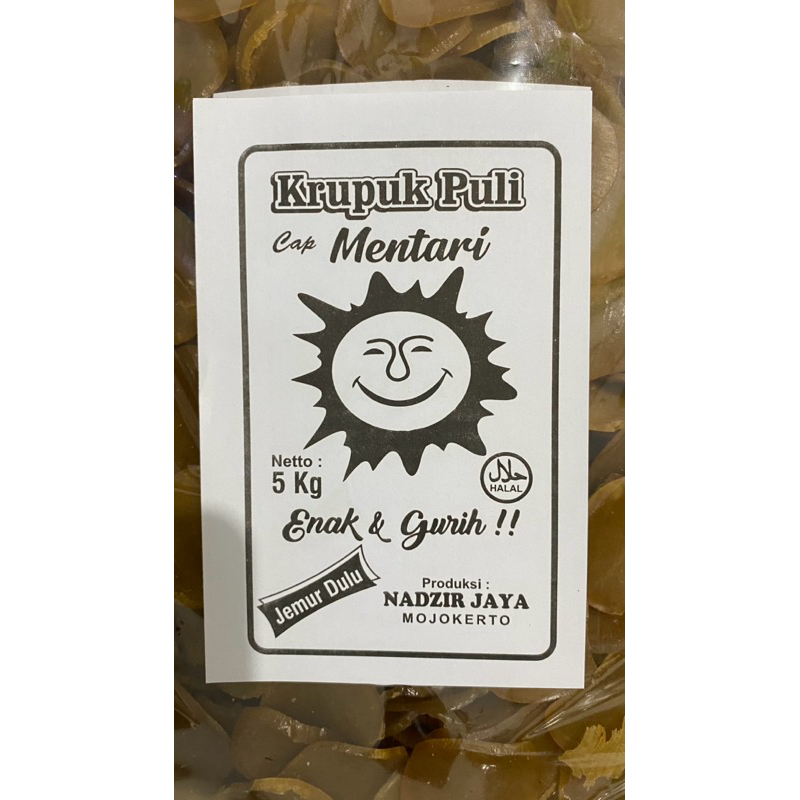 Krupuk Puli
Cap Mentari
Netto :
5 Kg
حلال
HALAL
Enak & Gurih !!
Jemur Dulu
Produksi :
NADZIR JAYA
MOJOKERTO